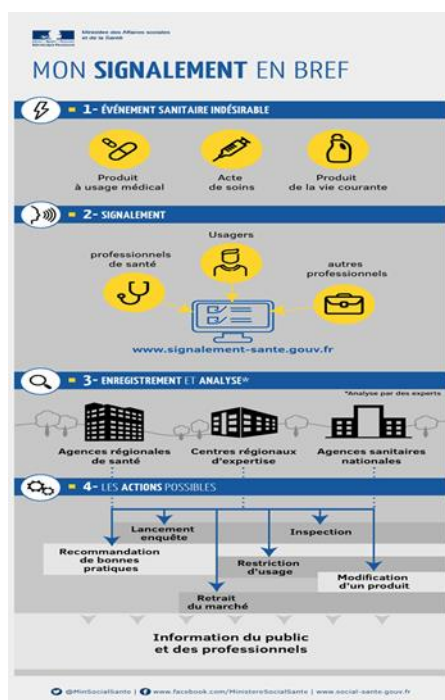 Ministère des Affaires sociales
et de la Santé
MON SIGNALEMENT EN BREF
1- ÉVÉNEMENT SANITAIRE INDÉSIRABLE
Produit
à usage médical
Acte
de soins
Produit
de la vie courante
2- SIGNALEMENT
Usagers
professionnels
de santé
autres
professionnels
www.signalement-sante.gouv.fr
3- ENREGISTREMENT ET ANALYSE*
*Analyse par des experts
Agences régionales
de santé
Centres régionaux
d'expertise
Agences sanitaires
nationales
4- LES ACTIONS POSSIBLES
Lancement
enquête
Inspection
Recommandation
de bonnes
pratiques
Restriction
d'usage
Modification
d'un produit
Retrait
du marché
Information du public
et des professionnels
@MinSocialSante | www.facebook.com/MinistereSocialSante | www.social-sante.gouv.fr